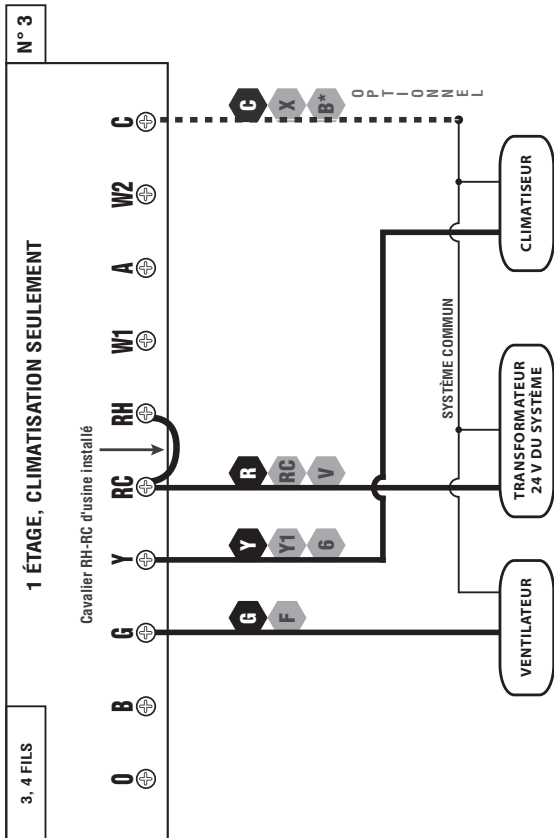 3, 4 FILS
1 ÉTAGE, CLIMATISATION SEULEMENT
N° 3
Cavalier RH-RC d'usine installé
O
B
G
Y
RC
RH
W1
A
W2
C
G
F
Y
Y1
6
R
RC
V
C
X
B*
OPTIONNEL
SYSTÈME COMMUN
VENTILATEUR
TRANSFORMATEUR
24 V DU SYSTÈME
CLIMATISEUR